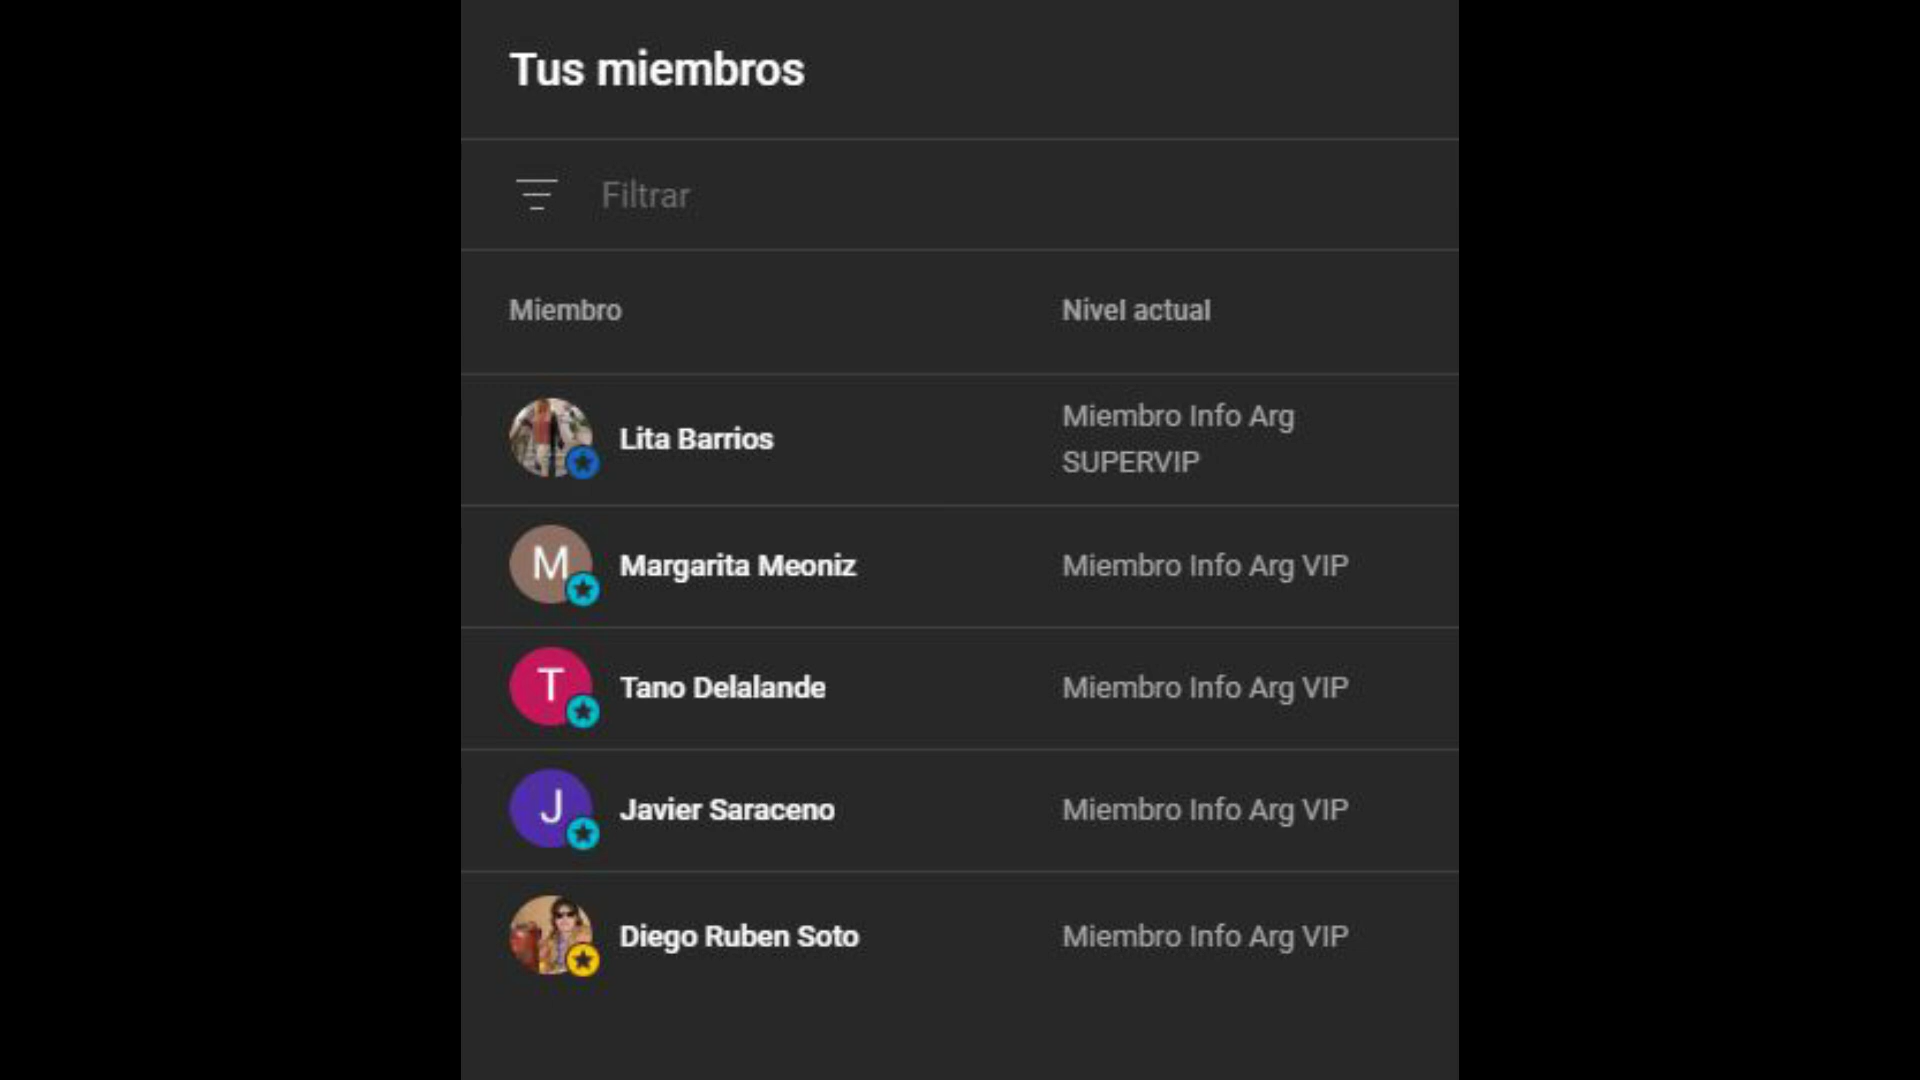 Tus miembros
Filtrar
Miembro Nivel actual
Lita Barrios Miembro Info Arg
SUPERVIP
M Margarita Meoniz Miembro Info Arg VIP
T Tano Delalande Miembro Info Arg VIP
J Javier Saraceno Miembro Info Arg VIP
Diego Ruben Soto Miembro Info Arg VIP